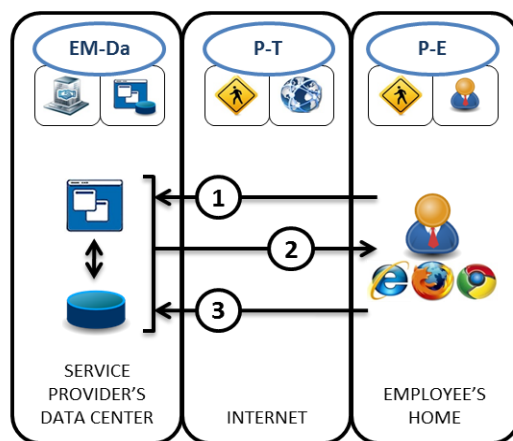 EM-Da
P-T
P-E
1
2
3
SERVICE
PROVIDER'S
DATA CENTER
INTERNET
EMPLOYEE'S
HOME